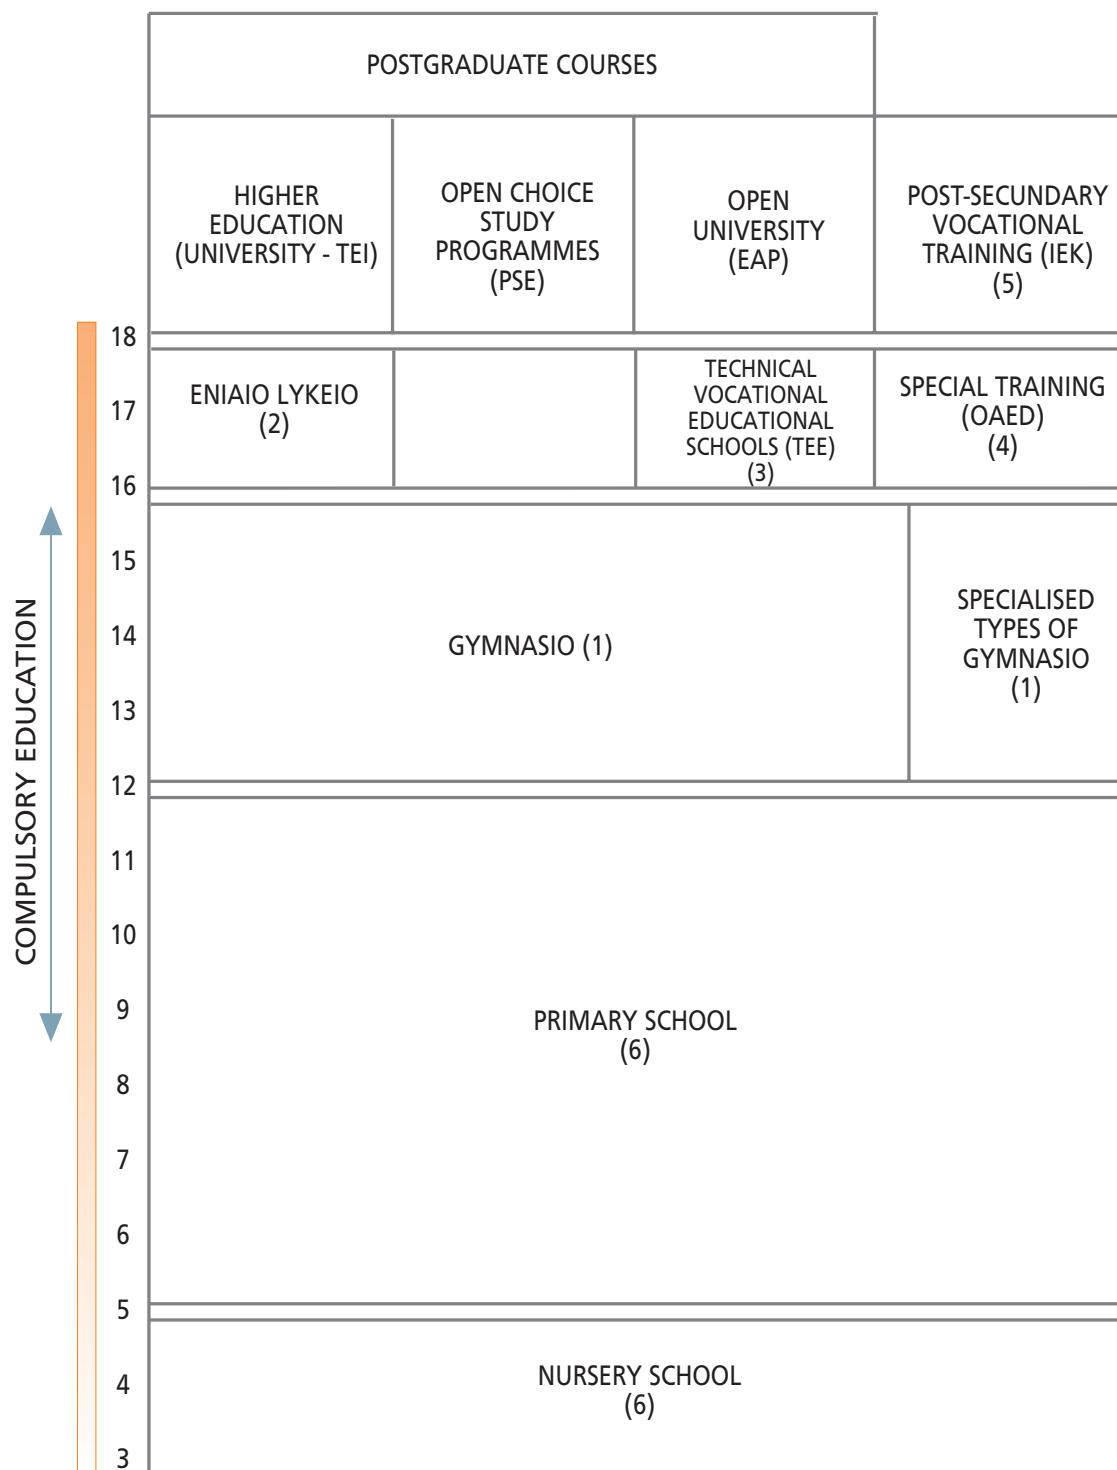 POSTGRADUATE COURSES
HIGHER
EDUCATION
(UNIVERSITY - TEI)
OPEN CHOICE
STUDY
PROGRAMMES
(PSE)
OPEN
UNIVERSITY
(EAP)
POST-SECUNDARY
VOCATIONAL
TRAINING (IEK)
(5)
18
ENIAIO LYKEIO
(2)
TECHNICAL
VOCATIONAL
EDUCATIONAL
SCHOOLS (TEE)
(3)
SPECIAL TRAINING
(OAED)
(4)
17
16
COMPULSORY EDUCATION
15
GYMNASIO (1)
SPECIALISED
TYPES OF
GYMNASIO
(1)
14
13
12
11
10
9
PRIMARY SCHOOL
(6)
8
7
6
5
NURSERY SCHOOL
(6)
4
3